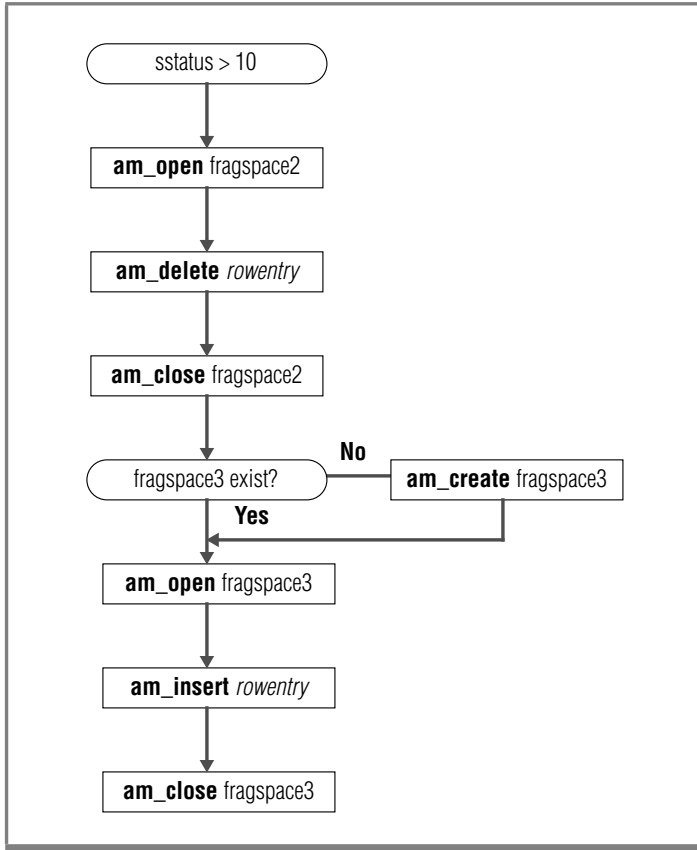 sstatus > 10
am_open fragspace2
am_delete rowentry
am_close fragspace2
fragspace3 exist?
No
am_create fragspace3
Yes
am_open fragspace3
am_insert rowentry
am_close fragspace3